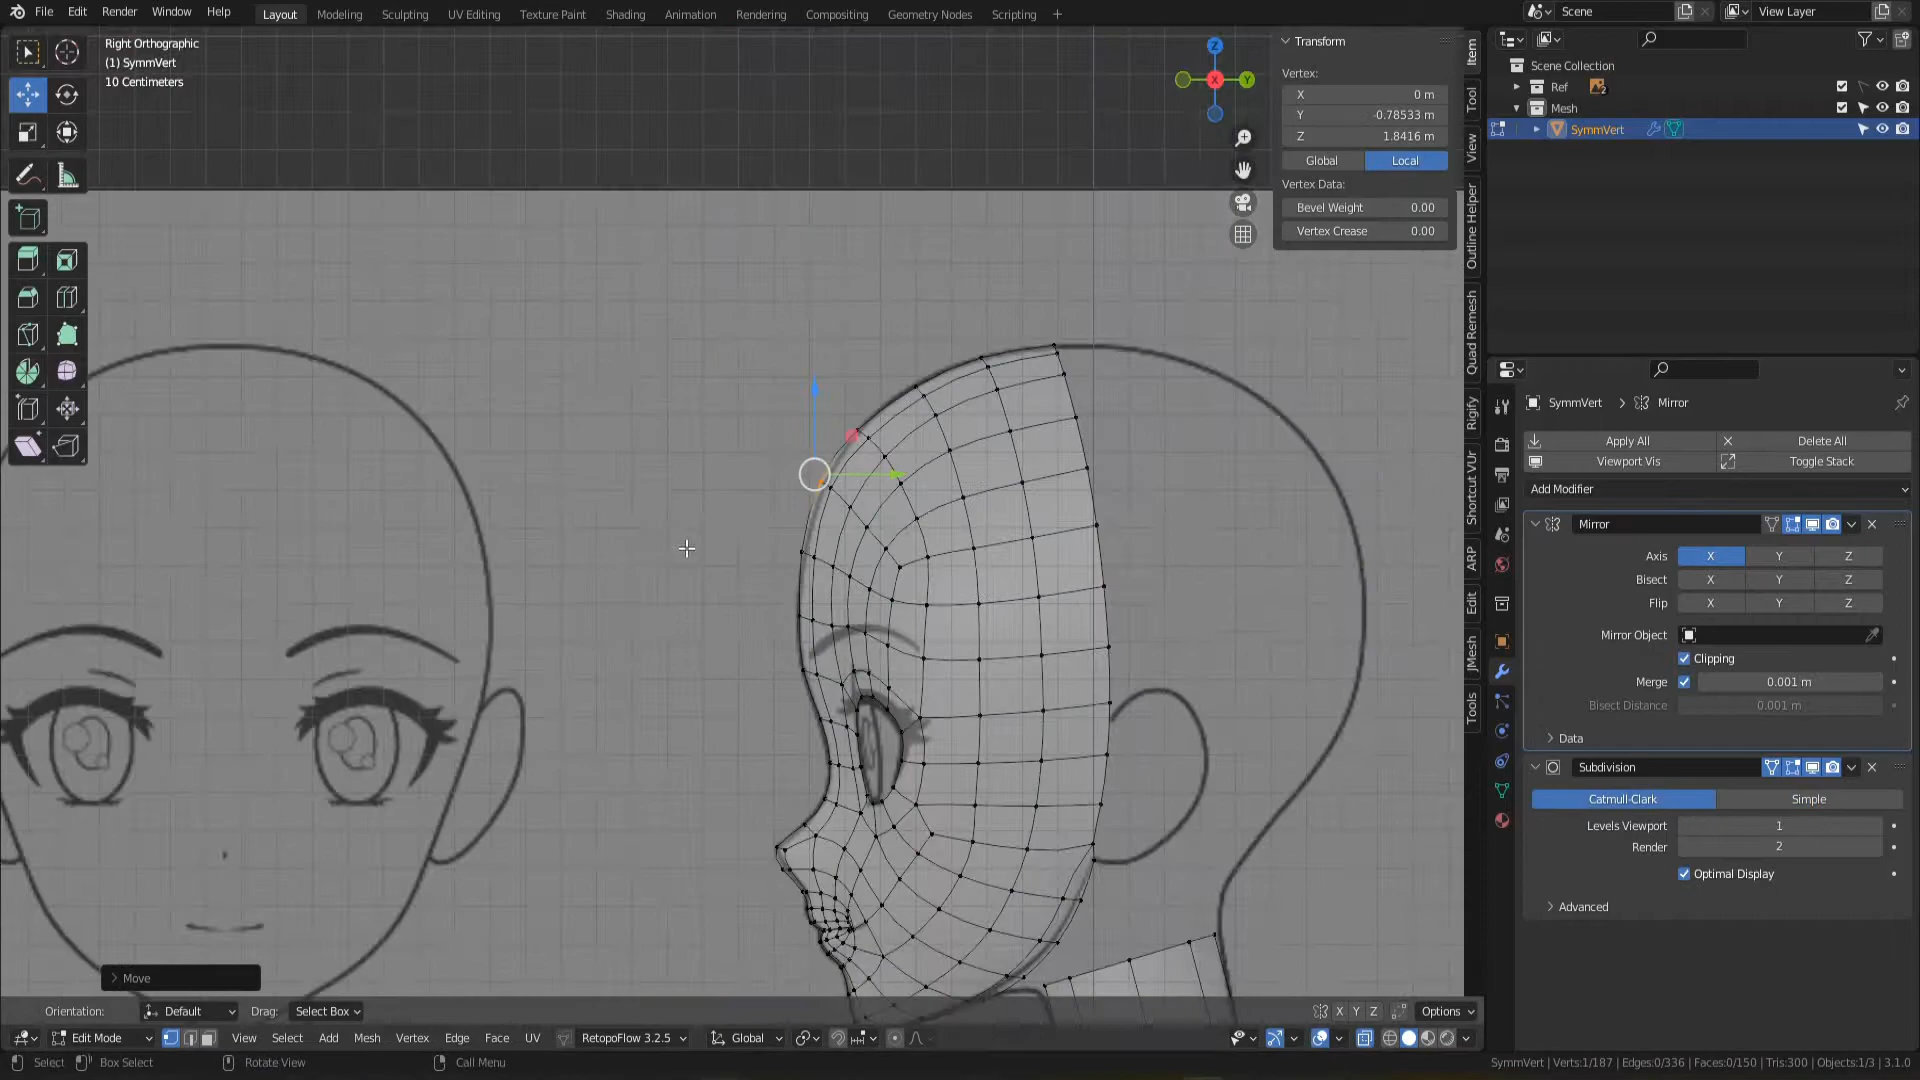 File Edit Render Window Help Layout Modeling Sculpting UV Editing Texture Paint Shading Animation Rendering Compositing Geometry Nodes Scripting + Scene View Layer
Right Orthographic
(1) SymmVert
10 Centimeters
Z
X
Y
Transform
Vertex:
X 0 m
Y -0.78533 m
Z 1.8416 m
Global Local
Vertex Data:
Bevel Weight 0.00
Vertex Crease 0.00
Item
Tool
View
Outline Helper
Quad Remesh
Rigify
Shortcut VUr
ARP
Edit
JMesh
Tools
Scene Collection
Ref 2
Mesh
SymmVert
SymmVert > Mirror
Apply All Delete All
Viewport Vis Toggle Stack
Add Modifier
Mirror
Axis X Y Z
Bisect X Y Z
Flip X Y Z
Mirror Object
Clipping
Merge 0.001 m
Bisect Distance 0.001 m
Data
Subdivision
Catmull-Clark Simple
Levels Viewport 1
Render 2
Optimal Display
Advanced
Move
Orientation: Default Drag: Select Box X Y Z Options
Edit Mode View Select Add Mesh Vertex Edge Face UV RetopoFlow 3.2.5 Global
Select Box Select Rotate View Call Menu SymmVert | Verts:1/187 | Edges:0/336 | Faces:0/150 | Tris:300 | Objects:1/3 | 3.1.0